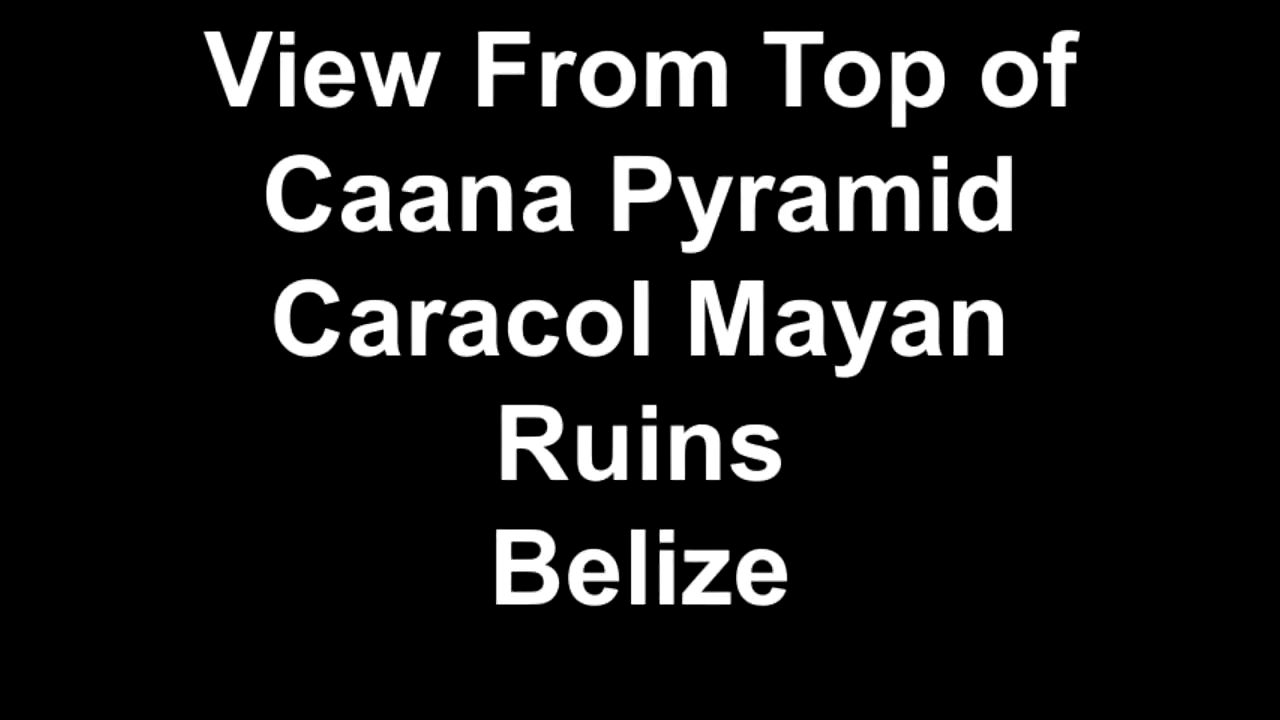 View From Top of
Caana Pyramid
Caracol Mayan
Ruins
Belize